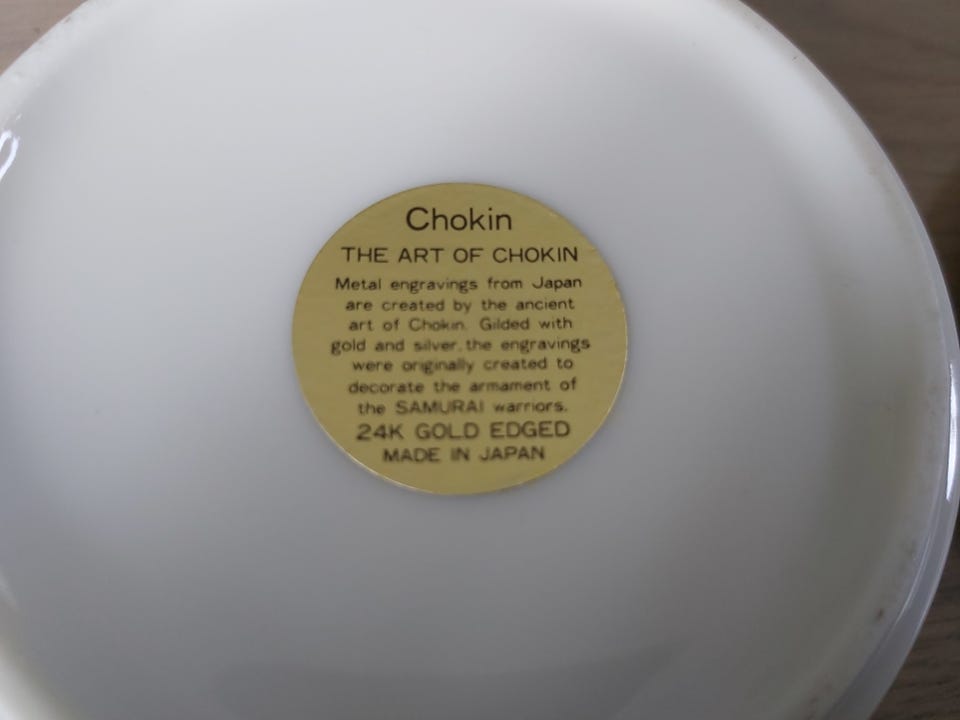 Chokin
THE ART OF CHOKIN
Metal engravings from Japan
are created by the ancient
art of Chokin. Gilded with
gold and silver, the engravings
were originally created to
decorate the armament of
the SAMURAI warriors.
24K GOLD EDGED
MADE IN JAPAN